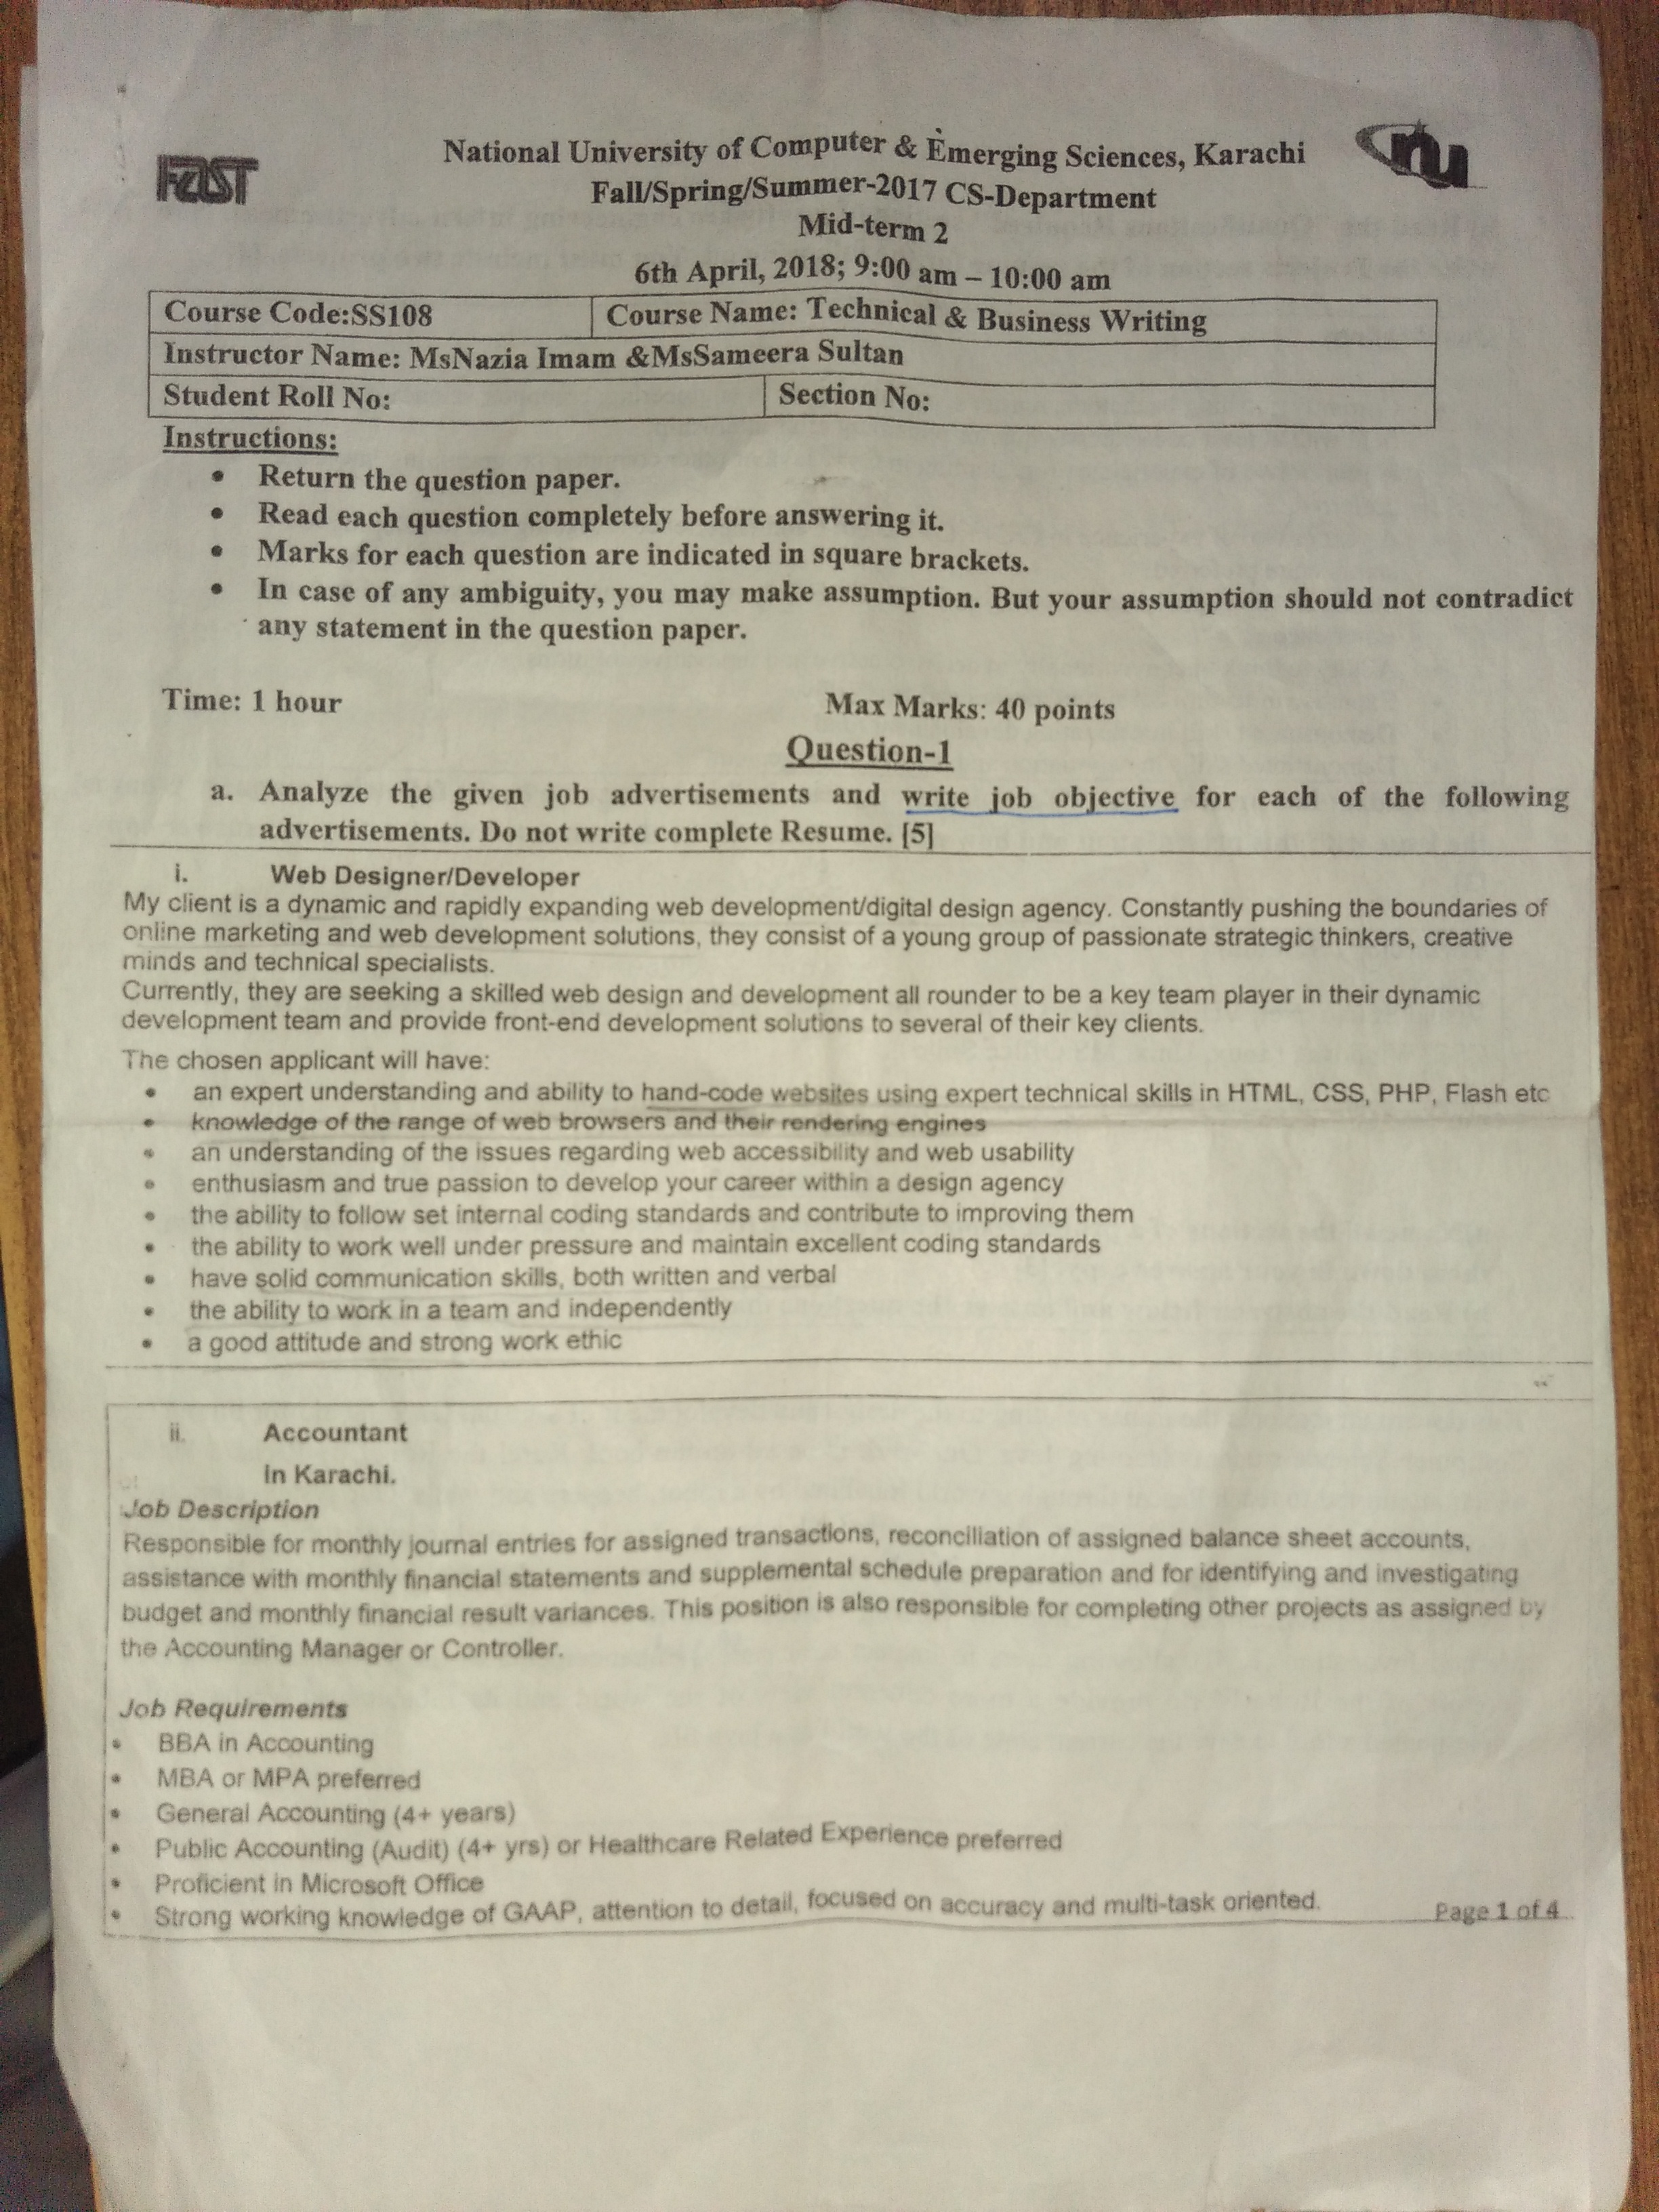 FAST
National University of Computer & Emerging Sciences, Karachi
nu
Fall/Spring/Summer-2017 CS-Department
Mid-term 2
6th April, 2018; 9:00 am – 10:00 am
Course Code:SS108 Course Name: Technical & Business Writing
Instructor Name: MsNazia Imam &MsSameera Sultan
Student Roll No: Section No:
Instructions:
• Return the question paper.
• Read each question completely before answering it.
• Marks for each question are indicated in square brackets.
• In case of any ambiguity, you may make assumption. But your assumption should not contradict
any statement in the question paper.
Time: 1 hour Max Marks: 40 points
Question-1
a. Analyze the given job advertisements and write job objective for each of the following
advertisements. Do not write complete Resume. [5]
i. Web Designer/Developer
My client is a dynamic and rapidly expanding web development/digital design agency. Constantly pushing the boundaries of
online marketing and web development solutions, they consist of a young group of passionate strategic thinkers, creative
minds and technical specialists.
Currently, they are seeking a skilled web design and development all rounder to be a key team player in their dynamic
development team and provide front-end development solutions to several of their key clients.
The chosen applicant will have:
• an expert understanding and ability to hand-code websites using expert technical skills in HTML, CSS, PHP, Flash etc
• knowledge of the range of web browsers and their rendering engines
• an understanding of the issues regarding web accessibility and web usability
• enthusiasm and true passion to develop your career within a design agency
• the ability to follow set internal coding standards and contribute to improving them
• the ability to work well under pressure and maintain excellent coding standards
• have solid communication skills, both written and verbal
• the ability to work in a team and independently
• a good attitude and strong work ethic
ii. Accountant
In Karachi.
Job Description
Responsible for monthly journal entries for assigned transactions, reconciliation of assigned balance sheet accounts,
assistance with monthly financial statements and supplemental schedule preparation and for identifying and investigating
budget and monthly financial result variances. This position is also responsible for completing other projects as assigned by
the Accounting Manager or Controller.
Job Requirements
• BBA in Accounting
• MBA or MPA preferred
• General Accounting (4+ years)
• Public Accounting (Audit) (4+ yrs) or Healthcare Related Experience preferred
• Proficient in Microsoft Office
• Strong working knowledge of GAAP, attention to detail, focused on accuracy and multi-task oriented.
Page 1 of 4